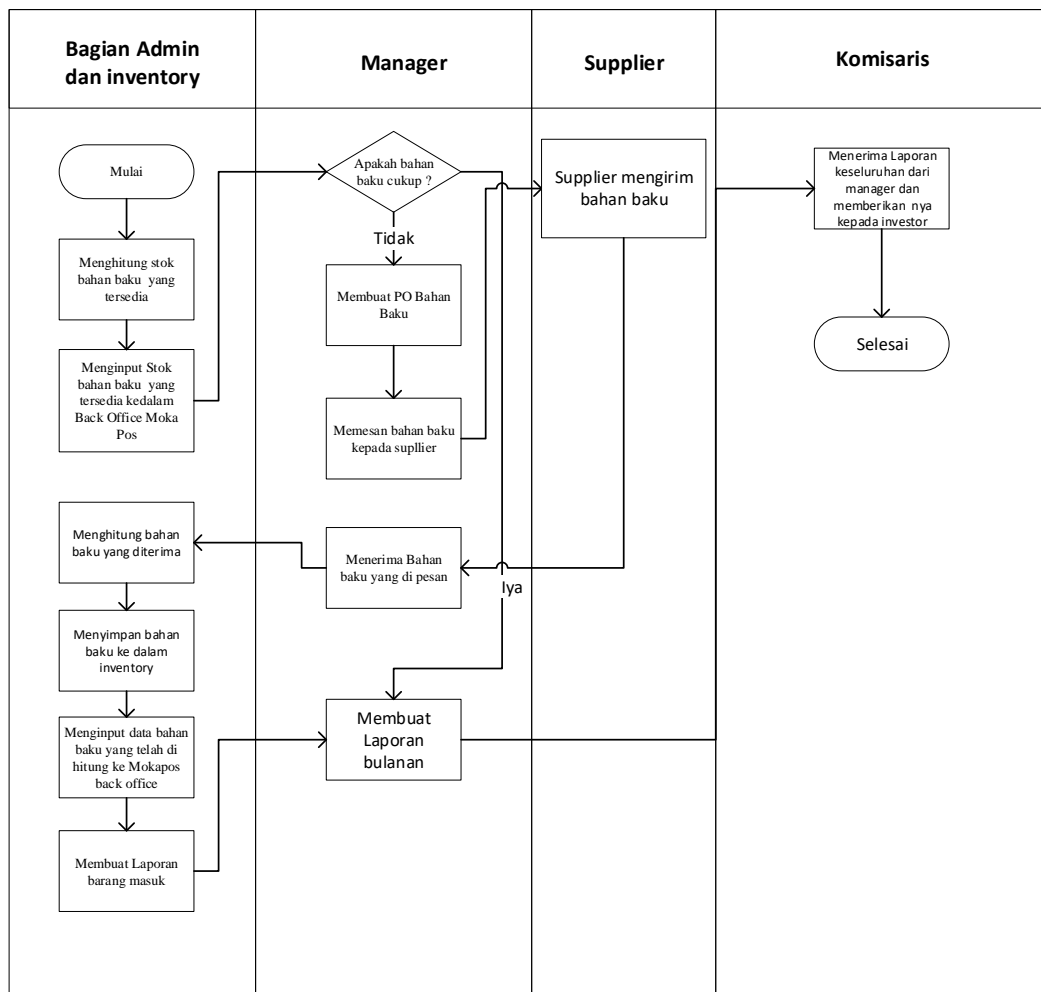 Bagian Admin
dan inventory
Manager
Supplier
Komisaris
Mulai
Menghitung stok
bahan baku yang
tersedia
Menginput Stok
bahan baku yang
tersedia kedalam
Back Office Moka
Pos
Menghitung bahan
baku yang diterima
Menyimpan bahan
baku ke dalam
inventory
Menginput data bahan
baku yang telah di
hitung ke Mokapos
back office
Membuat Laporan
barang masuk
Apakah bahan
baku cukup ?
Tidak
Membuat PO Bahan
Baku
Memesan bahan baku
kepada supllier
Menerima Bahan
baku yang di pesan
Iya
Membuat
Laporan
bulanan
Supplier mengirim
bahan baku
Menerima Laporan
keseluruhan dari
manager dan
memberikan nya
kepada investor
Selesai